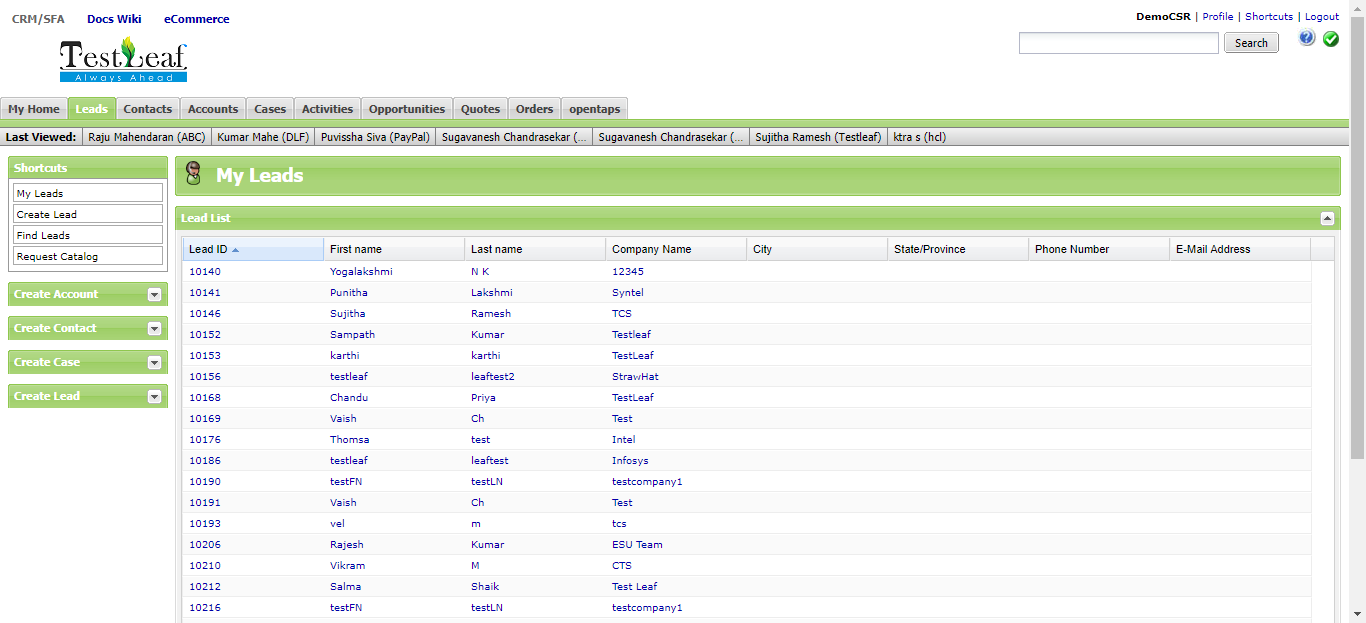 CRM/SFA Docs Wiki eCommerce
DemoCSR | Profile | Shortcuts | Logout
TestLeaf
Always Ahead
Search
My Home Leads Contacts Accounts Cases Activities Opportunities Quotes Orders opentaps
Last Viewed: Raju Mahendaran (ABC) Kumar Mahe (DLF) Puvissha Siva (PayPal) Sugavanesh Chandrasekar (... Sugavanesh Chandrasekar (... Sujitha Ramesh (Testleaf) ktra s (hcl)
Shortcuts
My Leads
Create Lead
Find Leads
Request Catalog
Create Account
Create Contact
Create Case
Create Lead
My Leads
Lead List
Lead ID First name Last name Company Name City State/Province Phone Number E-Mail Address
10140 Yogalakshmi N K 12345
10141 Punitha Lakshmi Syntel
10146 Sujitha Ramesh TCS
10152 Sampath Kumar Testleaf
10153 karthi karthi TestLeaf
10156 testleaf leaftest2 StrawHat
10168 Chandu Priya TestLeaf
10169 Vaish Ch Test
10176 Thomsa test Intel
10186 testleaf leaftest Infosys
10190 testFN testLN testcompany1
10191 Vaish Ch Test
10193 vel m tcs
10206 Rajesh Kumar ESU Team
10210 Vikram M CTS
10212 Salma Shaik Test Leaf
10216 testFN testLN testcompany1